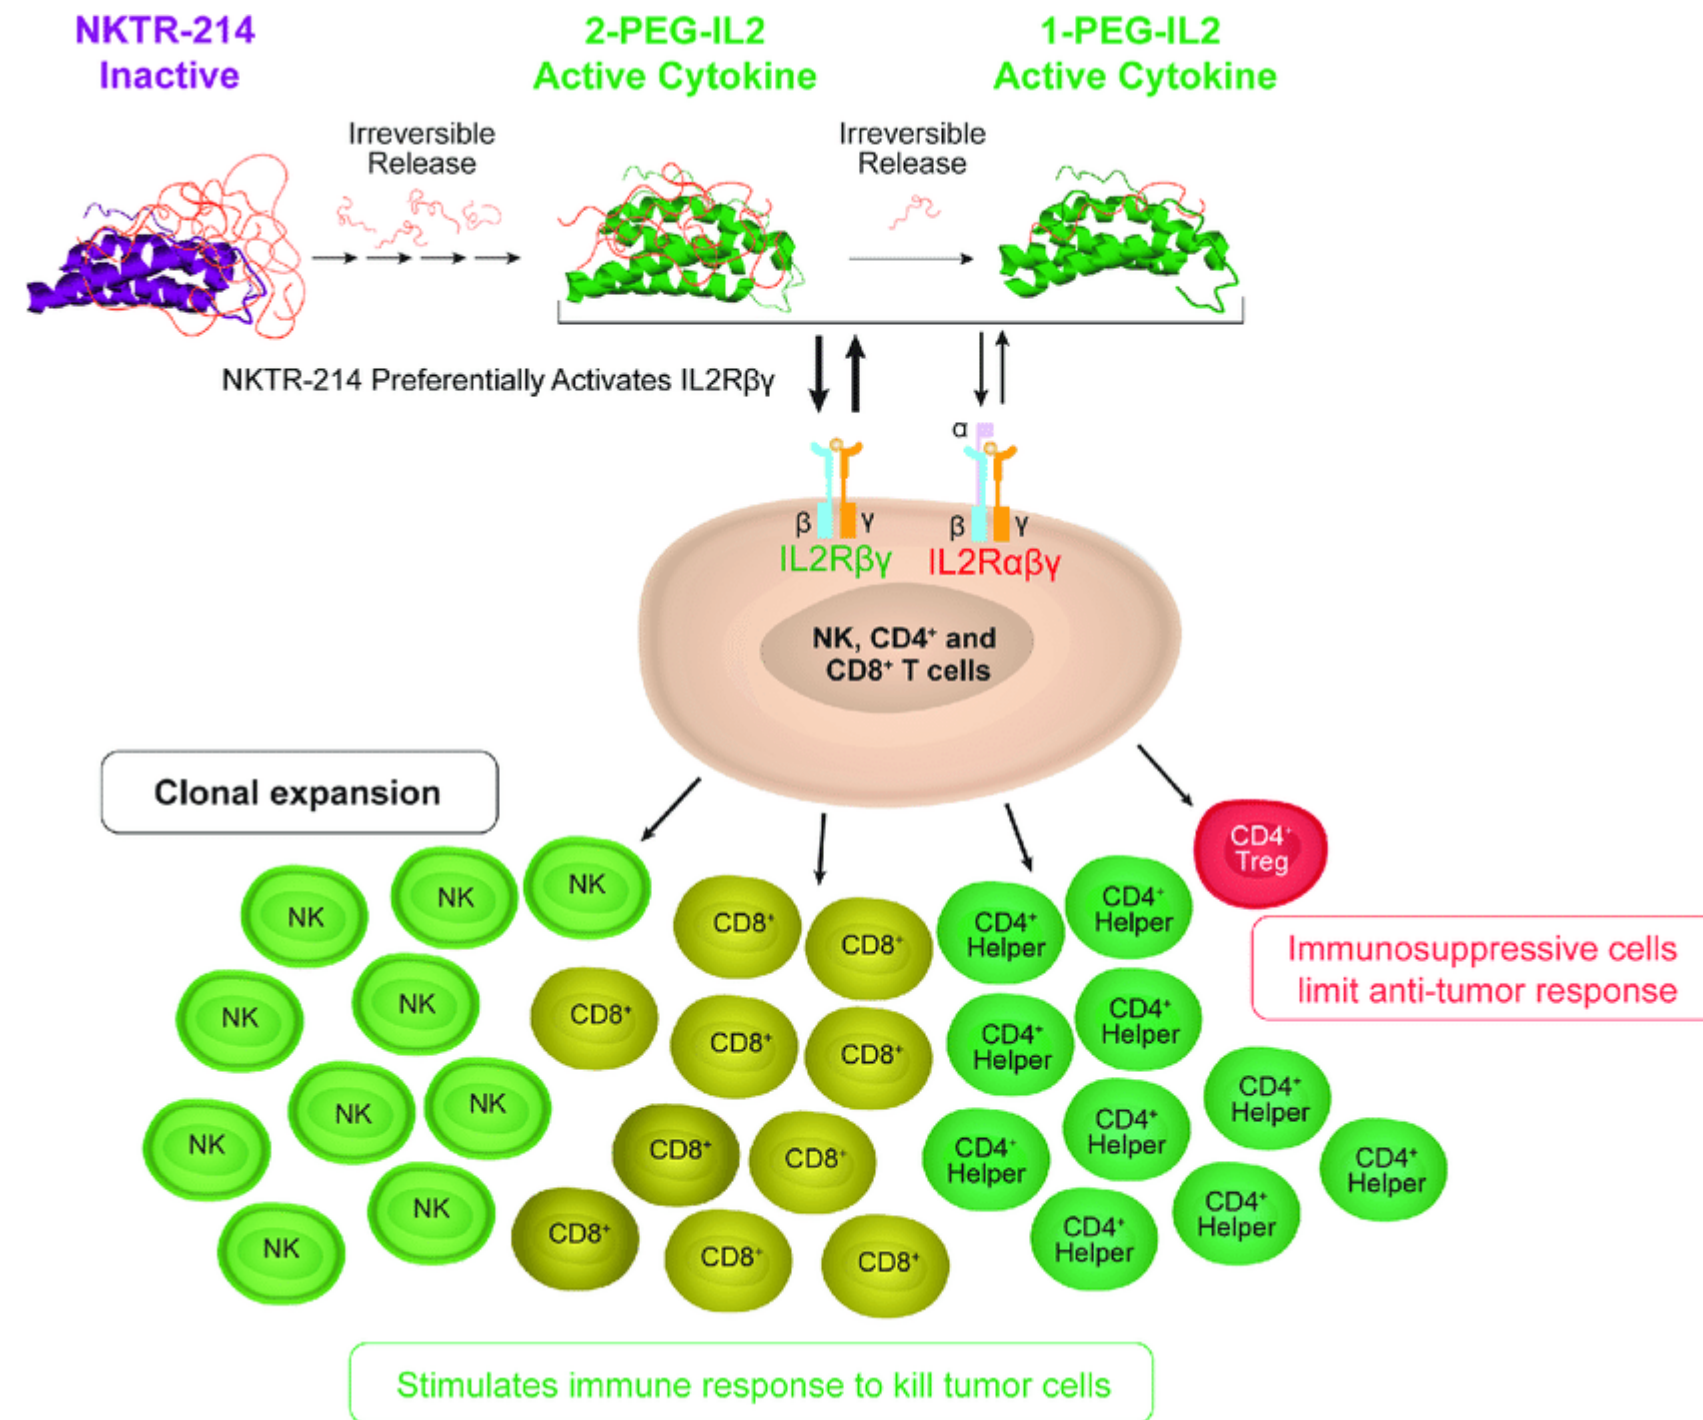 NKTR-214
Inactive
2-PEG-IL2
Active Cytokine
1-PEG-IL2
Active Cytokine
Irreversible
Release
Irreversible
Release
NKTR-214 Preferentially Activates IL2Rβγ
α
β
γ
β
γ
IL2Rβγ
IL2Rαβγ
NK, CD4⁺ and
CD8⁺ T cells
Clonal expansion
CD4⁺
Treg
Immunosuppressive cells
limit anti-tumor response
NK
NK
NK
NK
NK
NK
NK
NK
NK
NK
CD8⁺
CD8⁺
CD8⁺
CD8⁺
CD8⁺
CD8⁺
CD8⁺
CD8⁺
CD8⁺
CD8⁺
CD4⁺
Helper
CD4⁺
Helper
CD4⁺
Helper
CD4⁺
Helper
CD4⁺
Helper
CD4⁺
Helper
CD4⁺
Helper
CD4⁺
Helper
CD4⁺
Helper
CD4⁺
Helper
Stimulates immune response to kill tumor cells